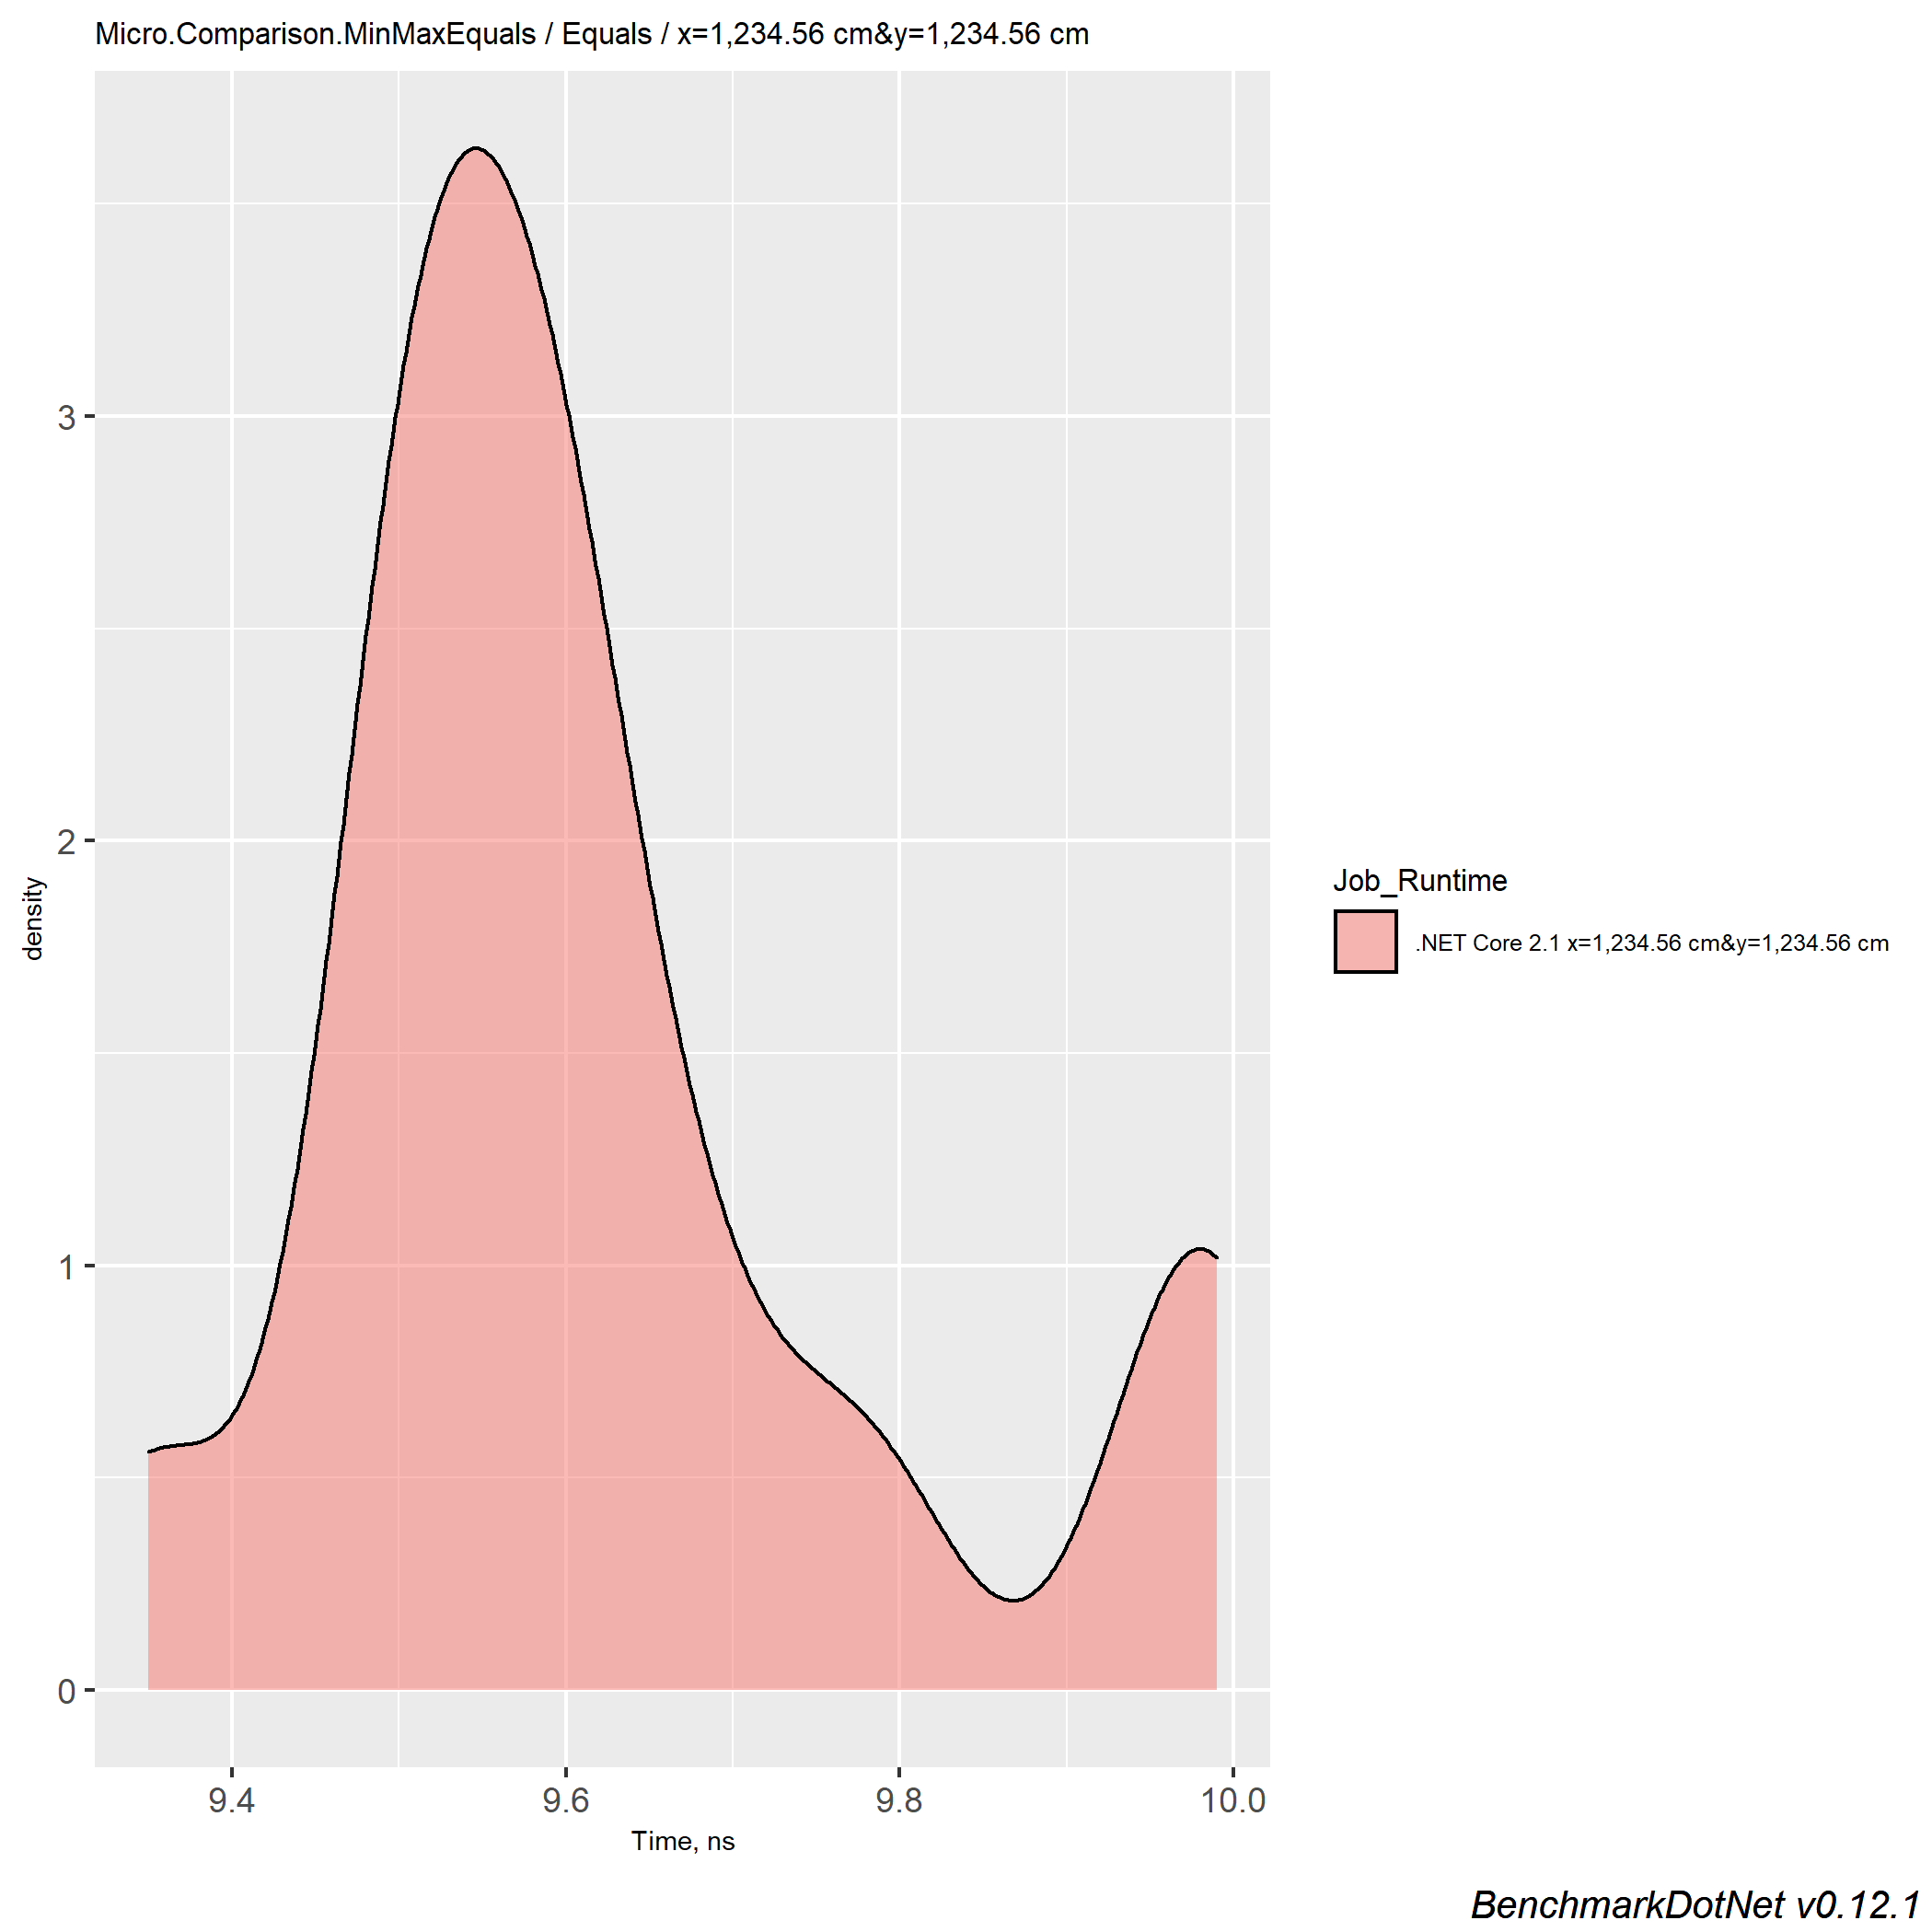 Micro.Comparison.MinMaxEquals / Equals / x=1,234.56 cm&y=1,234.56 cm
3
2
1
0
density
9.4 9.6 9.8 10.0
Time, ns
Job_Runtime
.NET Core 2.1 x=1,234.56 cm&y=1,234.56 cm
BenchmarkDotNet v0.12.1